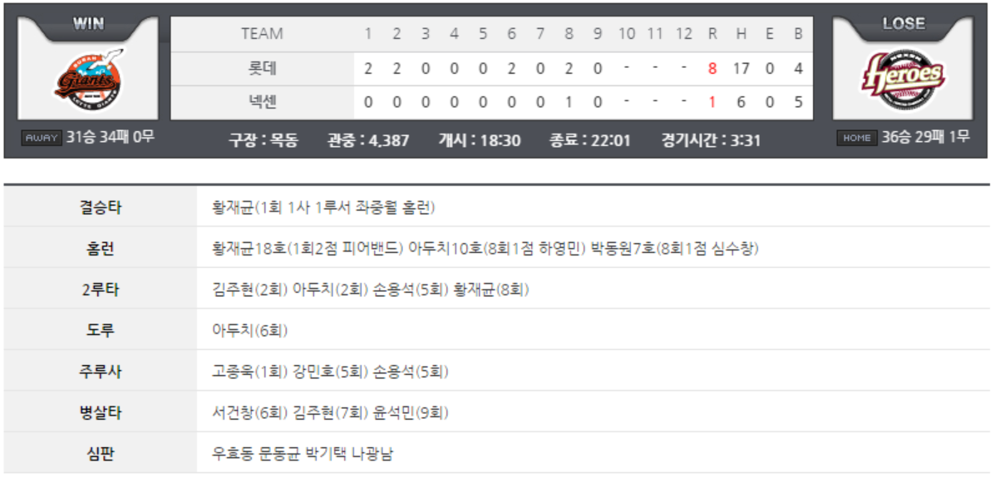 WIN
LOSE
TEAM 1 2 3 4 5 6 7 8 9 10 11 12 R H E B
Giants
롯데 2 2 0 0 0 2 0 2 0 - - - 8 17 0 4
Heroes
넥센 0 0 0 0 0 0 0 1 0 - - - 1 6 0 5
AWAY 31승 34패 0무
구장 : 목동 관중 : 4,387 개시 : 18:30 종료 : 22:01 경기시간 : 3:31
HOME 36승 29패 1무
결승타 황재균(1회 1사 1루서 좌중월 홈런)
홈런 황재균18호(1회2점 피어밴드) 아두치10호(8회1점 하영민) 박동원7호(8회1점 심수창)
2루타 김주현(2회) 아두치(2회) 손용석(5회) 황재균(8회)
도루 아두치(6회)
주루사 고종욱(1회) 강민호(5회) 손용석(5회)
병살타 서건창(6회) 김주현(7회) 윤석민(9회)
심판 우효동 문동균 박기택 나광남